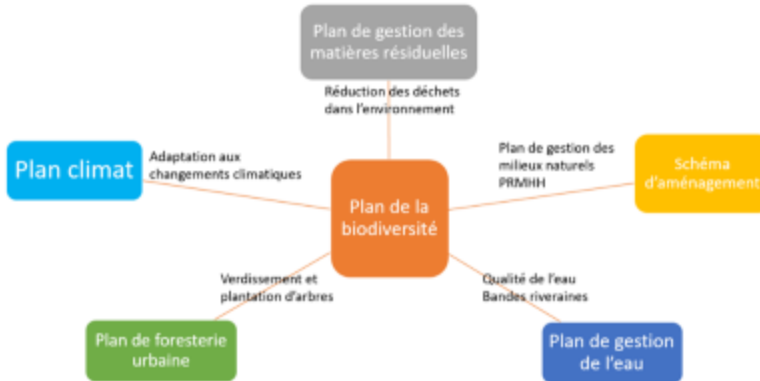 Plan de gestion des
matières résiduelles
Réduction des déchets
dans l'environnement
Plan climat
Adaptation aux
changements climatiques
Plan de gestion des
milieux naturels
PRMHH
Schéma
d'aménagement
Plan de la
biodiversité
Verdissement et
plantation d'arbres
Qualité de l'eau
Bandes riveraines
Plan de foresterie
urbaine
Plan de gestion
de l'eau